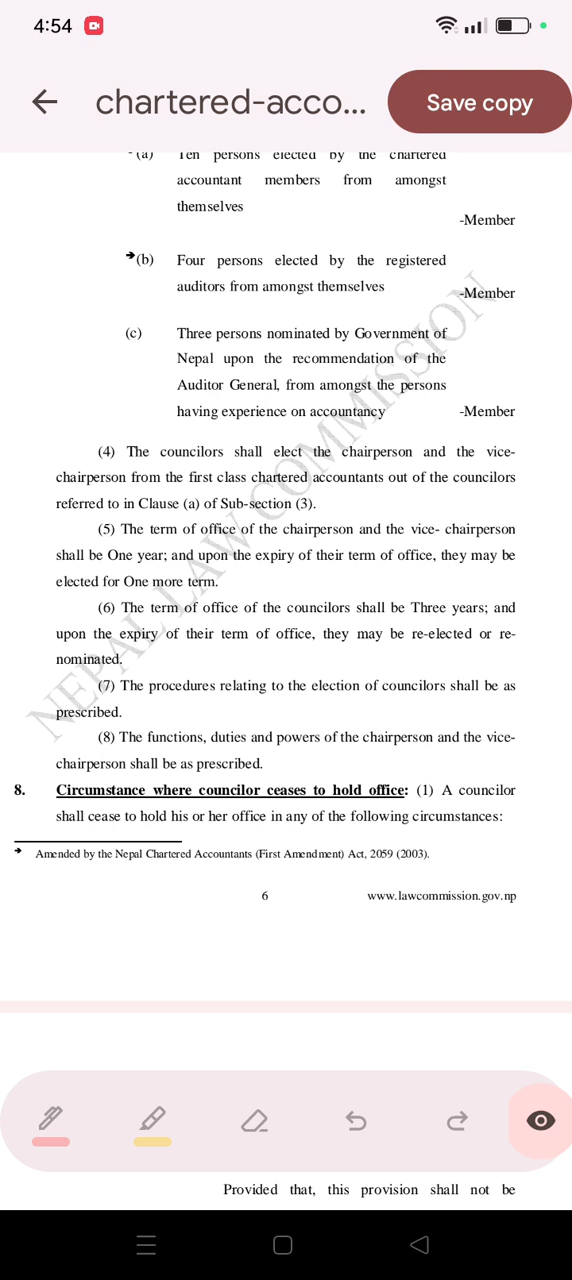 4:54
chartered-acco...
Save copy
(a) Ten persons elected by the chartered
accountant members from amongst
themselves
-Member
(b) Four persons elected by the registered
auditors from amongst themselves
-Member
(c) Three persons nominated by Government of
Nepal upon the recommendation of the
Auditor General, from amongst the persons
having experience on accountancy -Member
(4) The councilors shall elect the chairperson and the vice-
chairperson from the first class chartered accountants out of the councilors
referred to in Clause (a) of Sub-section (3).
(5) The term of office of the chairperson and the vice- chairperson
shall be One year; and upon the expiry of their term of office, they may be
elected for One more term.
(6) The term of office of the councilors shall be Three years; and
upon the expiry of their term of office, they may be re-elected or re-
nominated.
(7) The procedures relating to the election of councilors shall be as
prescribed.
(8) The functions, duties and powers of the chairperson and the vice-
chairperson shall be as prescribed.
8. Circumstance where councilor ceases to hold office: (1) A councilor
shall cease to hold his or her office in any of the following circumstances:
Amended by the Nepal Chartered Accountants (First Amendment) Act, 2059 (2003).
6 www.lawcommission.gov.np
NEPAL LAW COMMISSION
Provided that, this provision shall not be